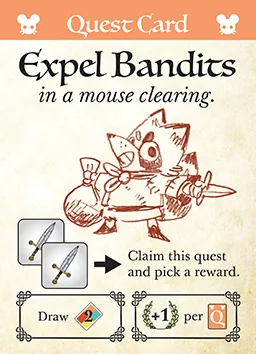 Quest Card
Expel Bandits
in a mouse clearing.
Claim this quest
and pick a reward.
Draw 2
+1 per Q